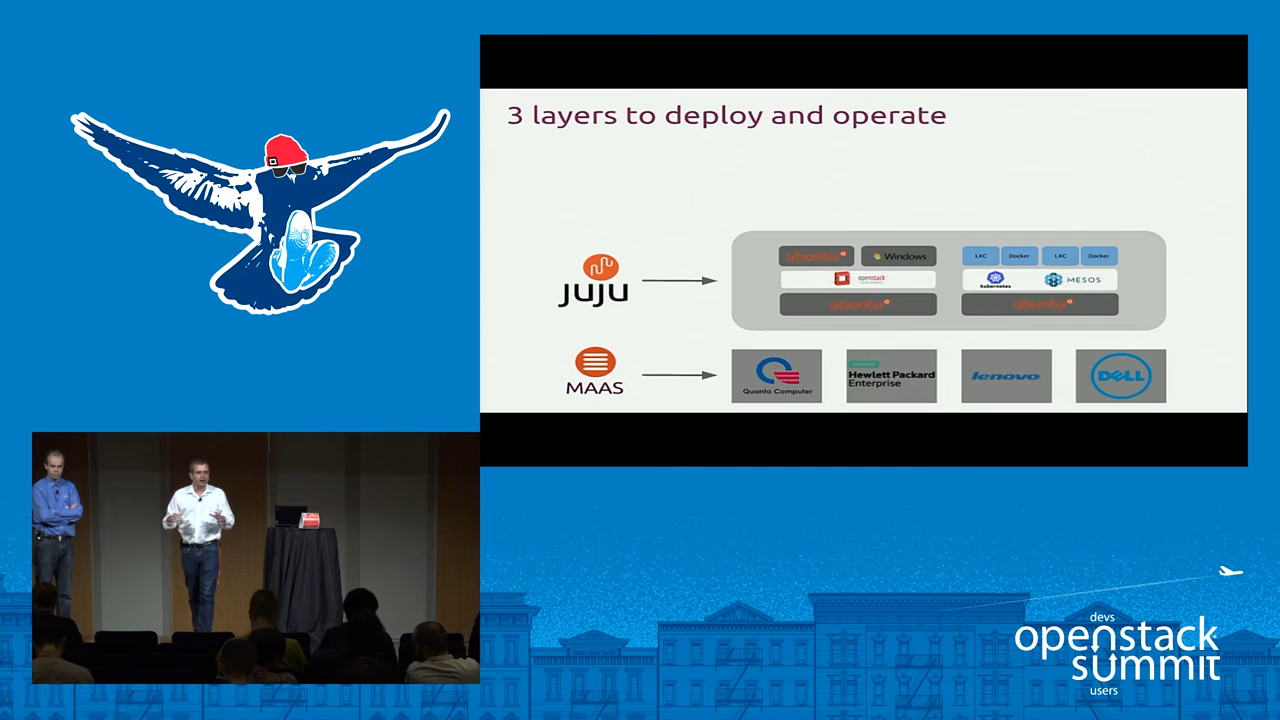 3 layers to deploy and operate
ubuntu
Windows
LXC
Docker
LXC
Docker
openstack
kubernetes
MESOS
juju
ubuntu
ubuntu
MAAS
Quanta Computer
Hewlett Packard
Enterprise
lenovo
DELL
devs
openstack
summit
users